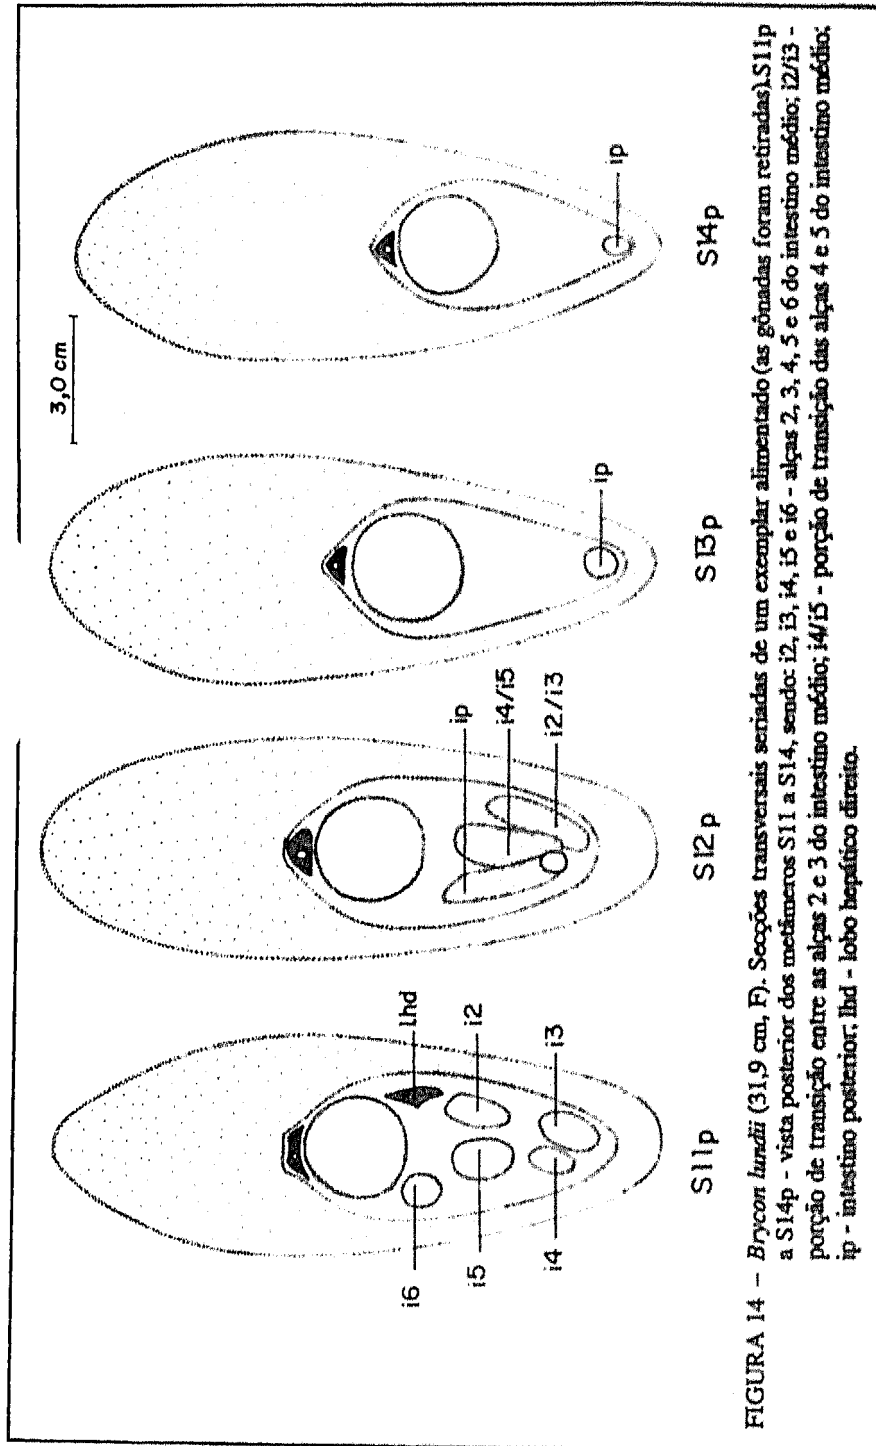 3,0 cm
lhd
i2
i3
i6
i5
i4
S11p
ip
i4/i5
i2/i3
S12p
ip
S13p
ip
S14p
FIGURA 14 – Brycon lundii (31,9 cm, F). Secções transversais seriadas de um exemplar alimentado (as gônadas foram retiradas).S11p
a S14p - vista posterior dos metâmeros S11 a S14, sendo: i2, i3, i4, i5 e i6 - alças 2, 3, 4, 5 e 6 do intestino médio; i2/i3 -
porção de transição entre as alças 2 e 3 do intestino médio; i4/i5 - porção de transição das alças 4 e 5 do intestino médio;
ip - intestino posterior; lhd - lobo hepático direito.